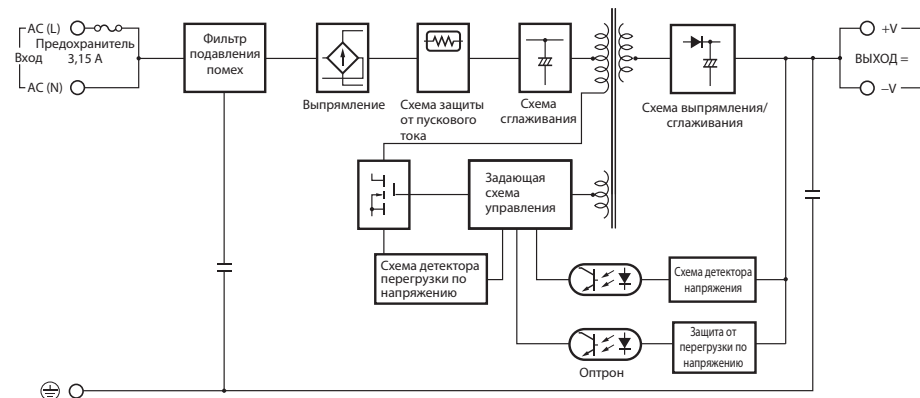 AC (L)
Предохранитель
3,15 A
Вход
AC (N)
Фильтр
подавления
помех
Выпрямление
Схема защиты
от пускового
тока
Схема
сглаживания
Схема выпрямления/
сглаживания
+V
ВЫХОД =
–V
Задающая
схема
управления
Схема детектора
перегрузки по
напряжению
Схема детектора
напряжения
Защита от
перегрузки по
напряжению
Оптрон